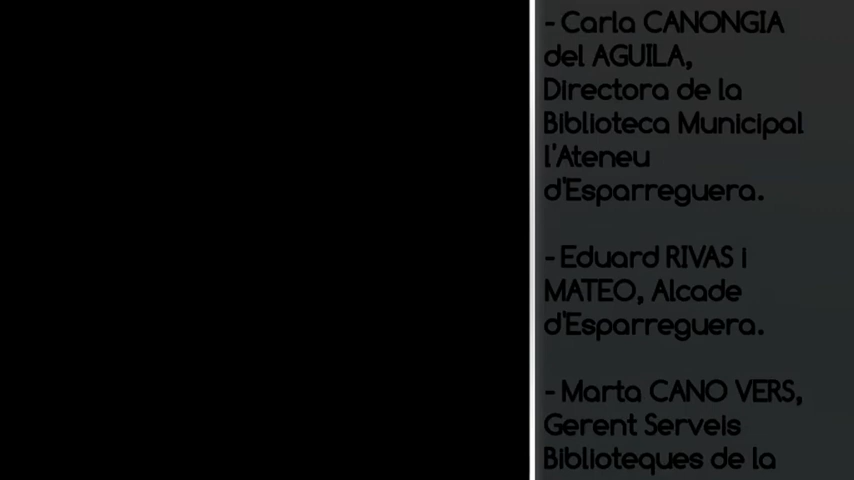 - Carla CANONGIA
del AGUILA,
Directora de la
Biblioteca Municipal
l'Ateneu
d'Esparreguera.
- Eduard RIVAS i
MATEO, Alcade
d'Esparreguera.
- Marta CANO VERS,
Gerent Serveis
Biblioteques de la